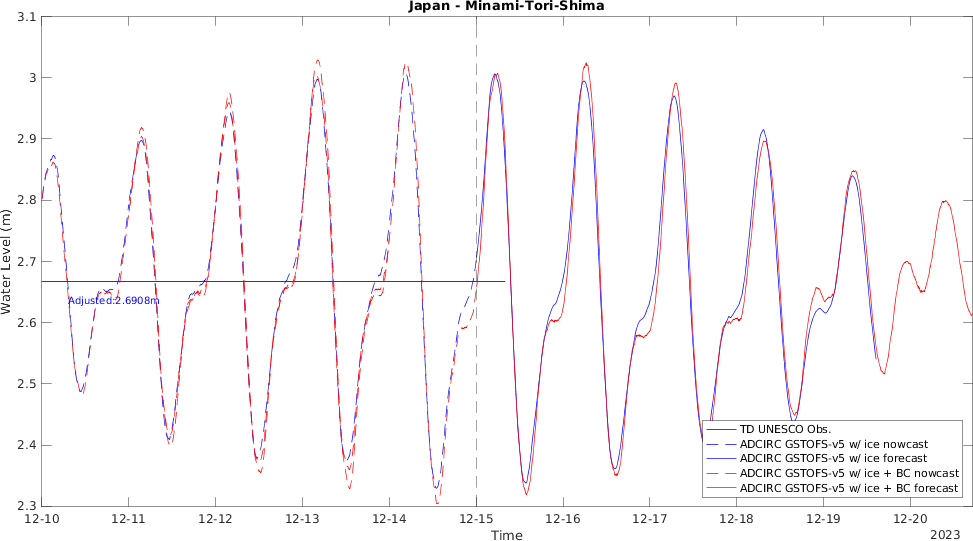 Japan - Minami-Tori-Shima
3.1
3
2.9
2.8
2.7
2.6
2.5
2.4
2.3
Water Level (m)
Adjusted:2.6908m
TD UNESCO Obs.
ADCIRC GSTOFS-v5 w/ ice nowcast
ADCIRC GSTOFS-v5 w/ ice forecast
ADCIRC GSTOFS-v5 w/ ice + BC nowcast
ADCIRC GSTOFS-v5 w/ ice + BC forecast
12-10 12-11 12-12 12-13 12-14 12-15 12-16 12-17 12-18 12-19 12-20
Time
2023